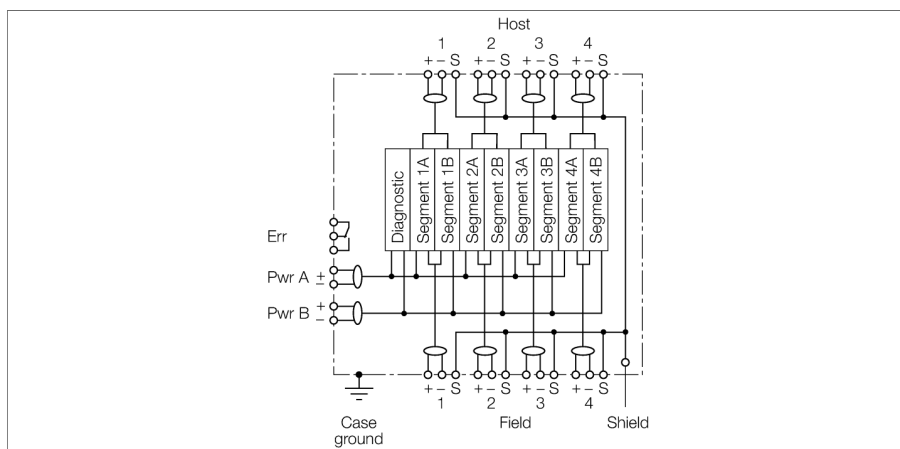 Host
1 2 3 4
+ − S + − S + − S + − S
Diagnostic
Segment 1A
Segment 1B
Segment 2A
Segment 2B
Segment 3A
Segment 3B
Segment 4A
Segment 4B
Err
Pwr A + −
Pwr B + −
+ − S + − S + − S + − S
1 2 3 4
Case
ground
Field
Shield